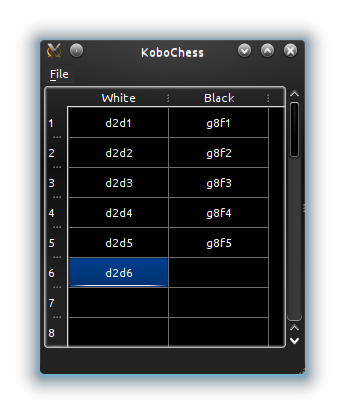 KoboChess
File
White Black
1 d2d1 g8f1
2 d2d2 g8f2
3 d2d3 g8f3
4 d2d4 g8f4
5 d2d5 g8f5
6 d2d6
7
8